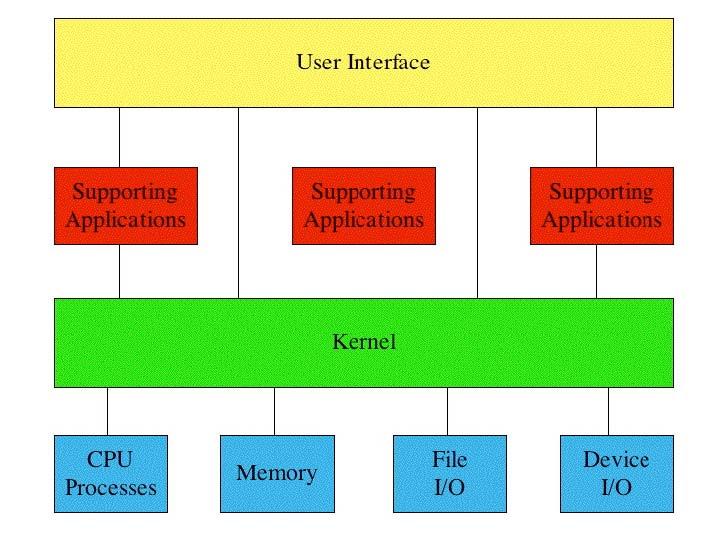 User Interface
Supporting
Applications
Supporting
Applications
Supporting
Applications
Kernel
CPU
Processes
Memory
File
I/O
Device
I/O